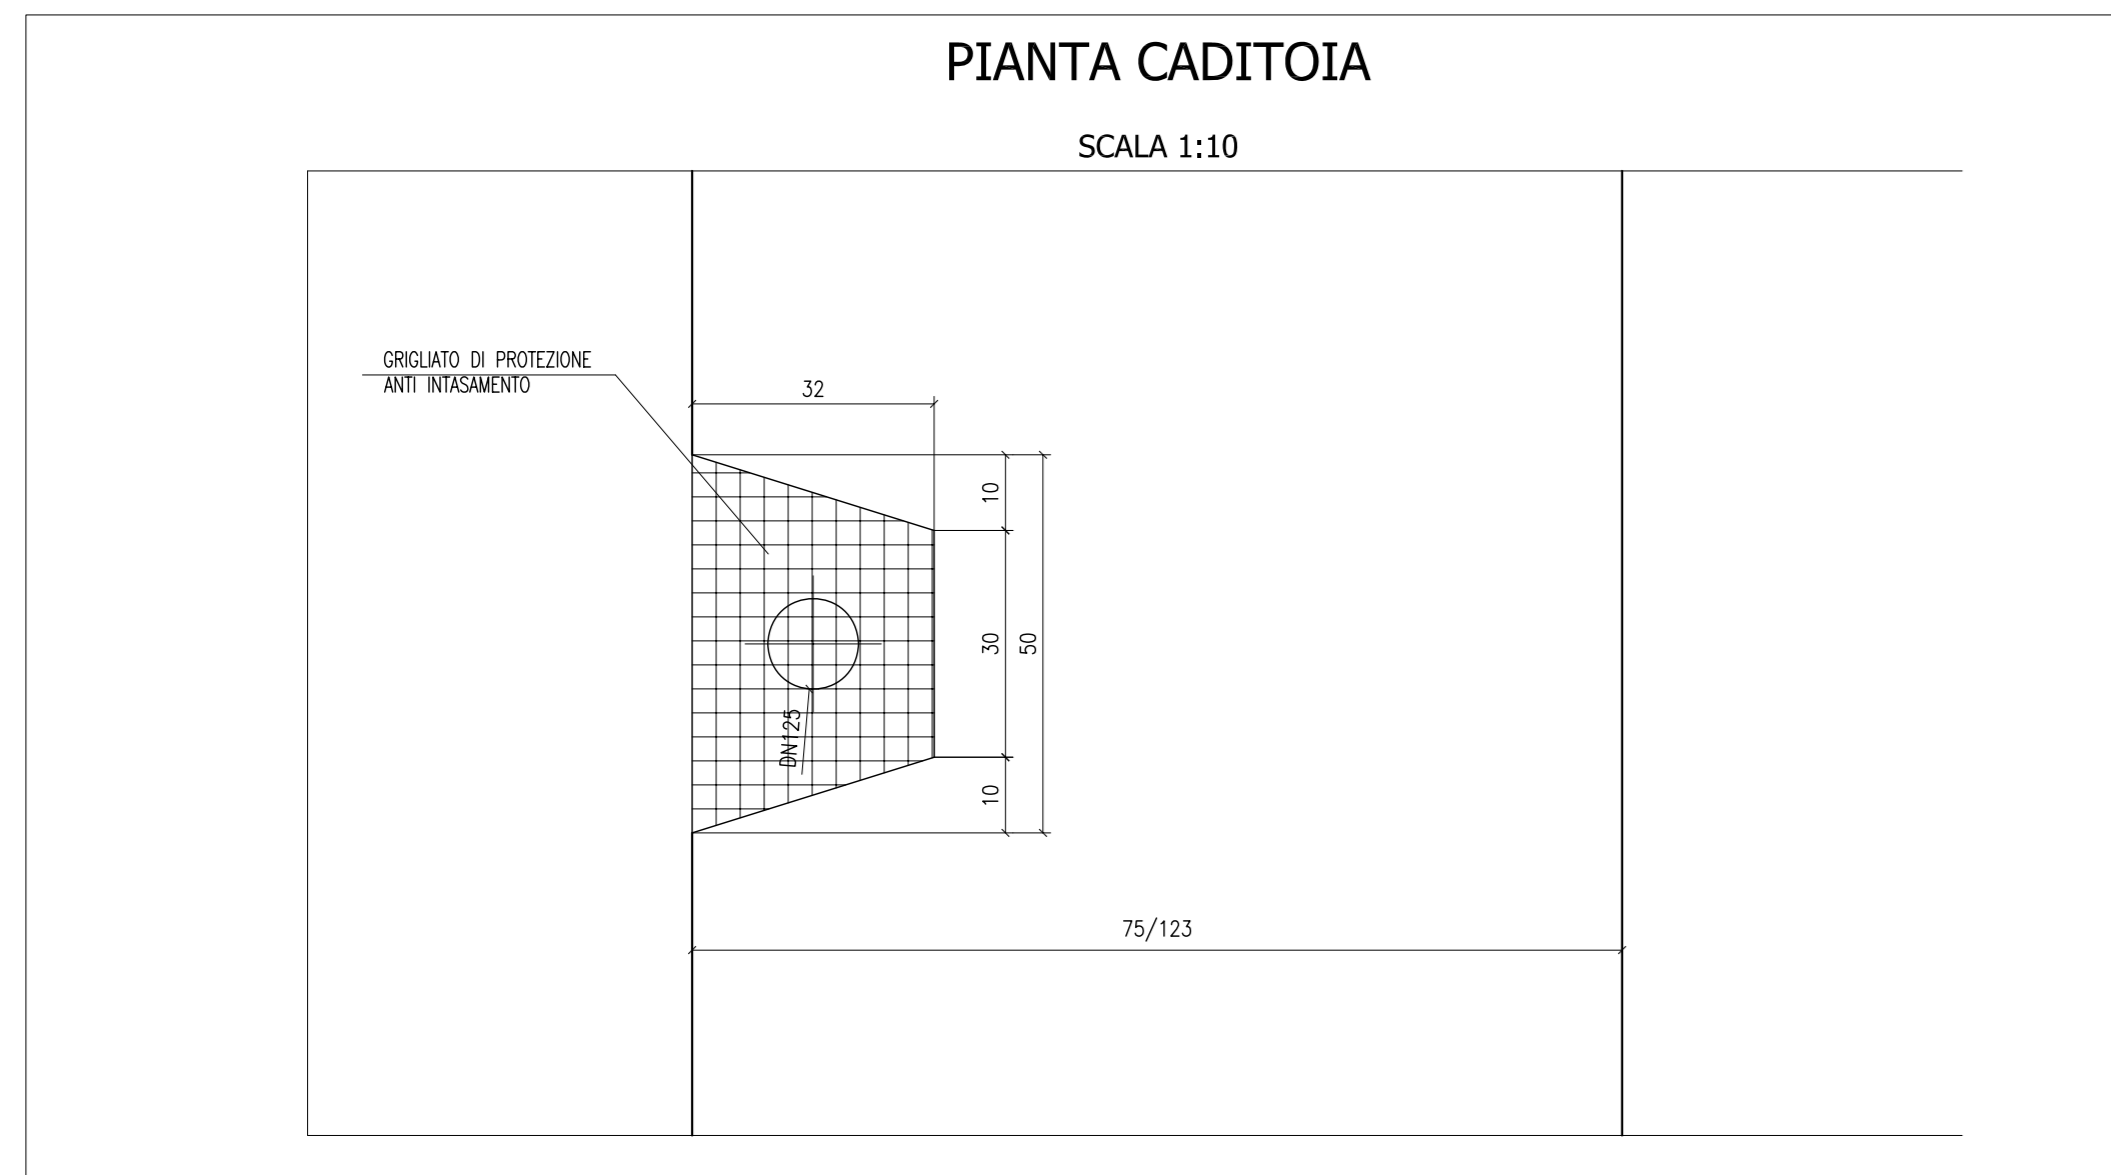 PIANTA CADITOIA
SCALA 1:10
GRIGLIATO DI PROTEZIONE
ANTI INTASAMENTO
32
10
30
50
DN125
10
75/123